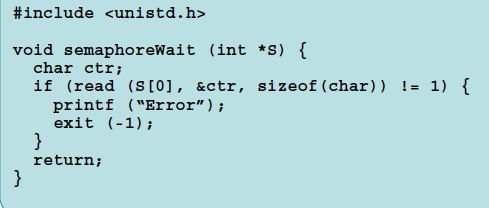 #include <unistd.h>
void semaphoreWait (int *S) {
char ctr;
if (read (S[0], &ctr, sizeof(char)) != 1) {
printf (“Error”);
exit (-1);
}
return;
}